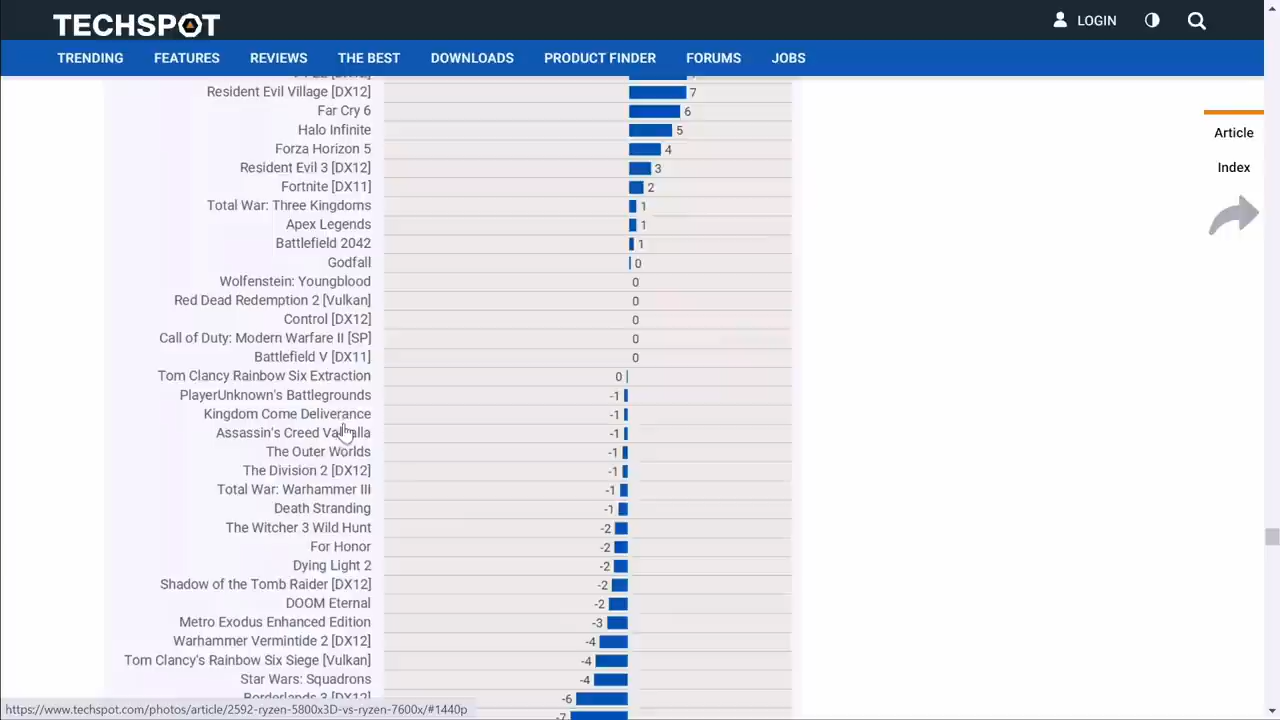 TECHSPOT
LOGIN
TRENDING FEATURES REVIEWS THE BEST DOWNLOADS PRODUCT FINDER FORUMS JOBS
Resident Evil Village [DX12] 7
Far Cry 6 6
Halo Infinite 5
Article
Forza Horizon 5 4
Resident Evil 3 [DX12] 3
Index
Fortnite [DX11] 2
Total War: Three Kingdoms 1
Apex Legends 1
Battlefield 2042 1
Godfall 0
Wolfenstein: Youngblood 0
Red Dead Redemption 2 [Vulkan] 0
Control [DX12] 0
Call of Duty: Modern Warfare II [SP] 0
Battlefield V [DX11] 0
Tom Clancy Rainbow Six Extraction 0
PlayerUnknown's Battlegrounds -1
Kingdom Come Deliverance -1
Assassin's Creed Valhalla -1
The Outer Worlds -1
The Division 2 [DX12] -1
Total War: Warhammer III -1
Death Stranding -1
The Witcher 3 Wild Hunt -2
For Honor -2
Dying Light 2 -2
Shadow of the Tomb Raider [DX12] -2
DOOM Eternal -2
Metro Exodus Enhanced Edition -3
Warhammer Vermintide 2 [DX12] -4
Tom Clancy's Rainbow Six Siege [Vulkan] -4
Star Wars: Squadrons -4
Borderlands 3 [DX12] -6
https://www.techspot.com/photos/article/2592-ryzen-5800x3D-vs-ryzen-7600x/#1440p
-7